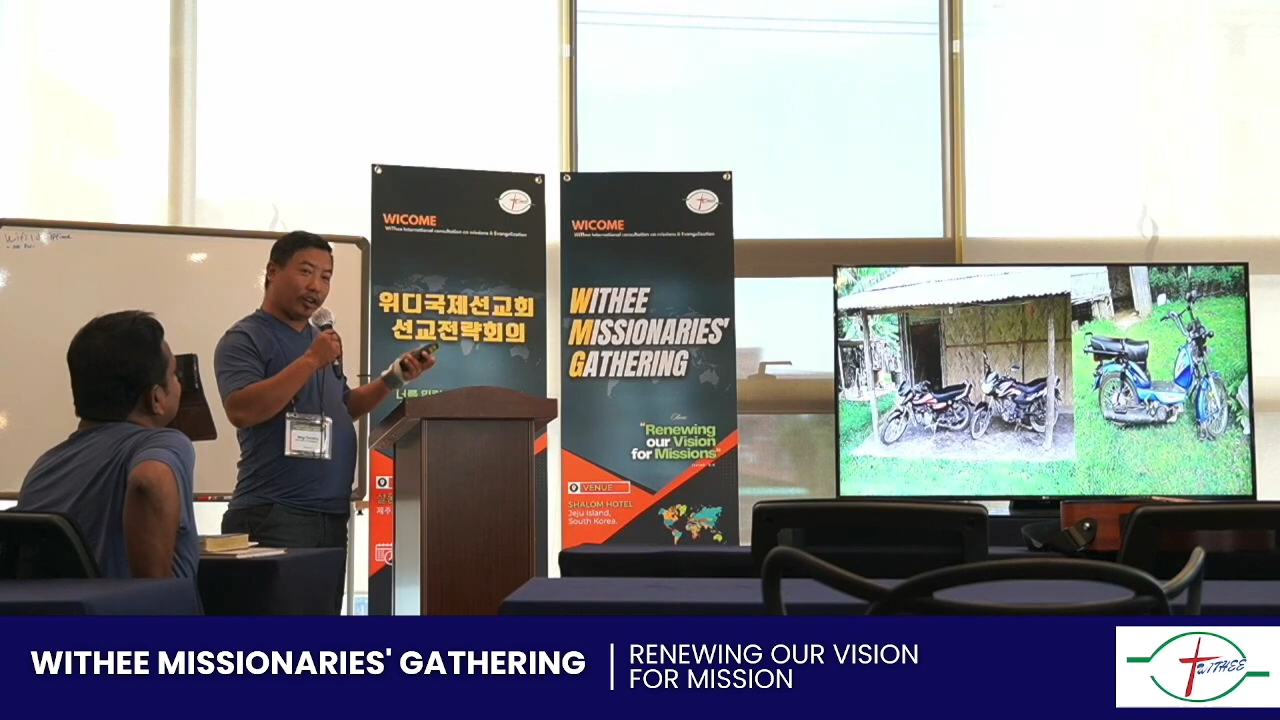 WICOME
WiThee International consultation on missions & Evangelization
위디국제선교회
선교전략회의
WICOME
WiThee International consultation on missions & Evangelization
WITHEE
MISSIONARIES'
GATHERING
"Renewing
our Vision
for Missions"
VENUE
SHALOM HOTEL
Jeju Island,
South Korea.
WITHEE MISSIONARIES' GATHERING
RENEWING OUR VISION
FOR MISSION
WITHEE